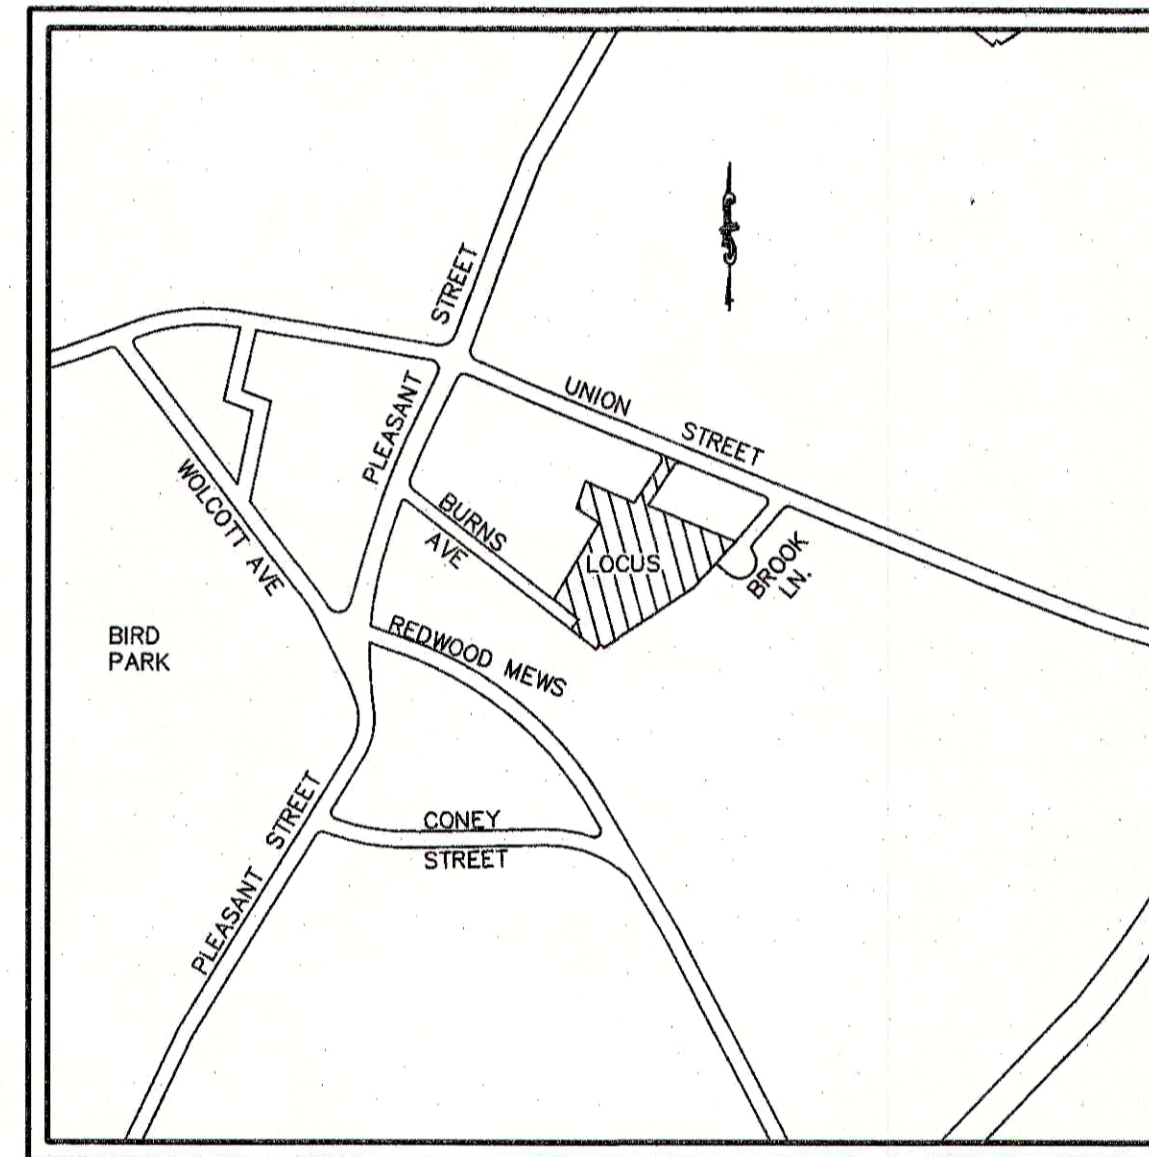 STREET
PLEASANT
UNION
STREET
WOLCOTT AVE
BURNS
AVE
LOCUS
BROOK
LN.
BIRD
PARK
REDWOOD MEWS
PLEASANT STREET
CONEY
STREET